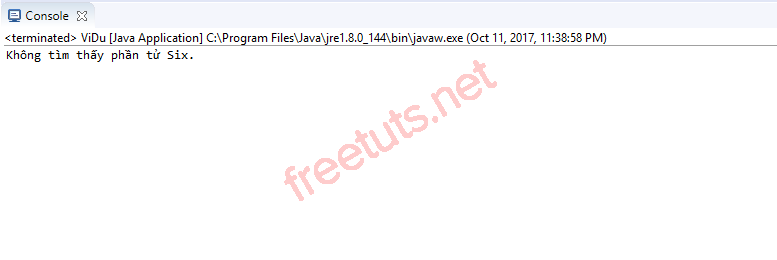 Console
<terminated> ViDu [Java Application] C:\Program Files\Java\jre1.8.0_144\bin\javaw.exe (Oct 11, 2017, 11:38:58 PM)
Không tìm thấy phần tử Six.
freetuts.net